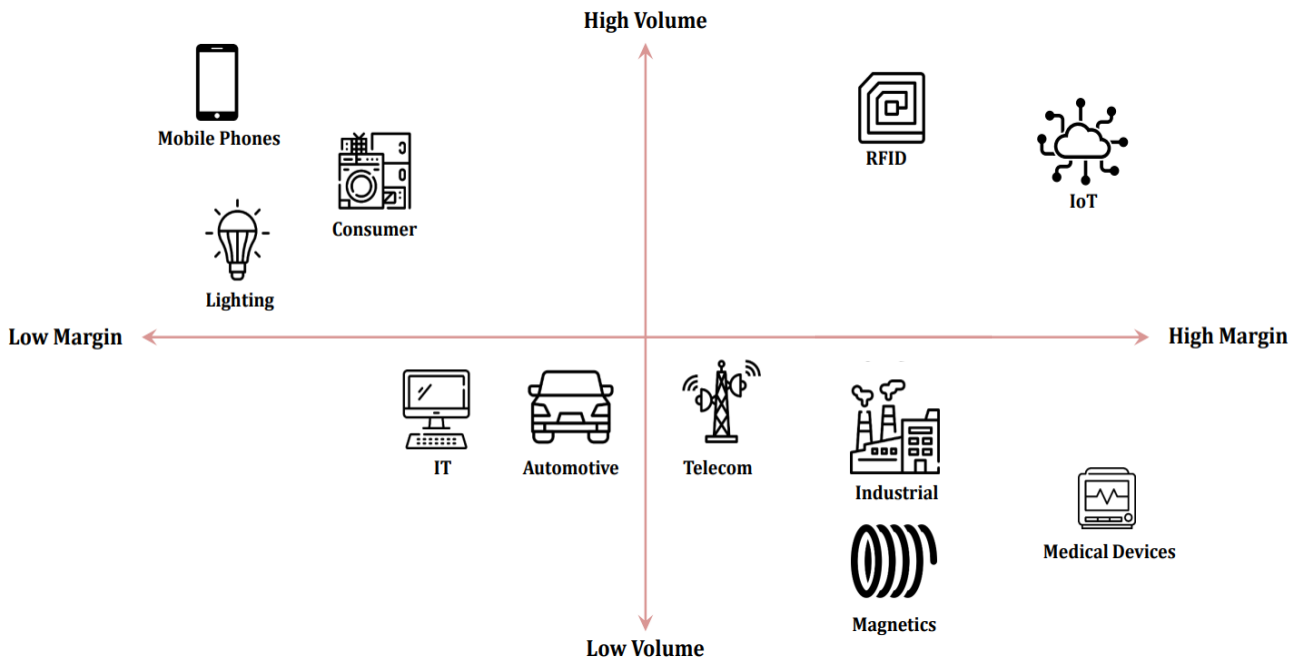 High Volume
Mobile Phones
RFID
IoT
Consumer
Lighting
Low Margin
High Margin
IT
Automotive
Telecom
Industrial
Medical Devices
Magnetics
Low Volume